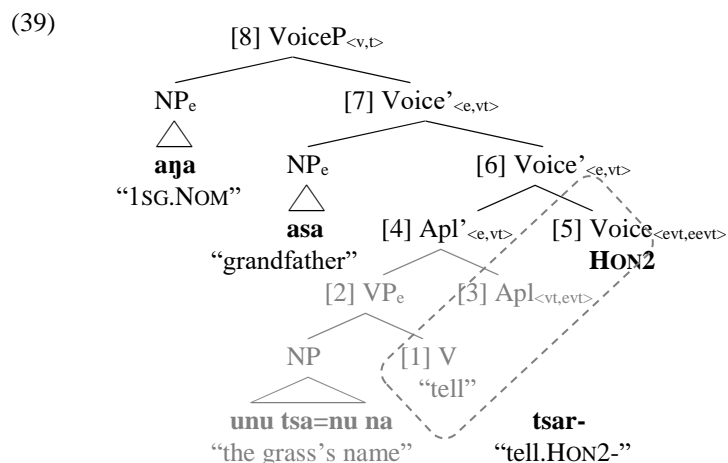 (39)
[8] VoiceP<v,t>
NPe [7] Voice’<e,vt>
aŋa NPe [6] Voice’<e,vt>
“1SG.NOM”
asa [4] Apl’<e,vt> [5] Voice<evt,eevt>
“grandfather” HON2
[2] VPe [3] Apl<vt,evt>
NP [1] V
“tell”
unu tsa=nu na tsar-
“the grass’s name” “tell.HON2-”